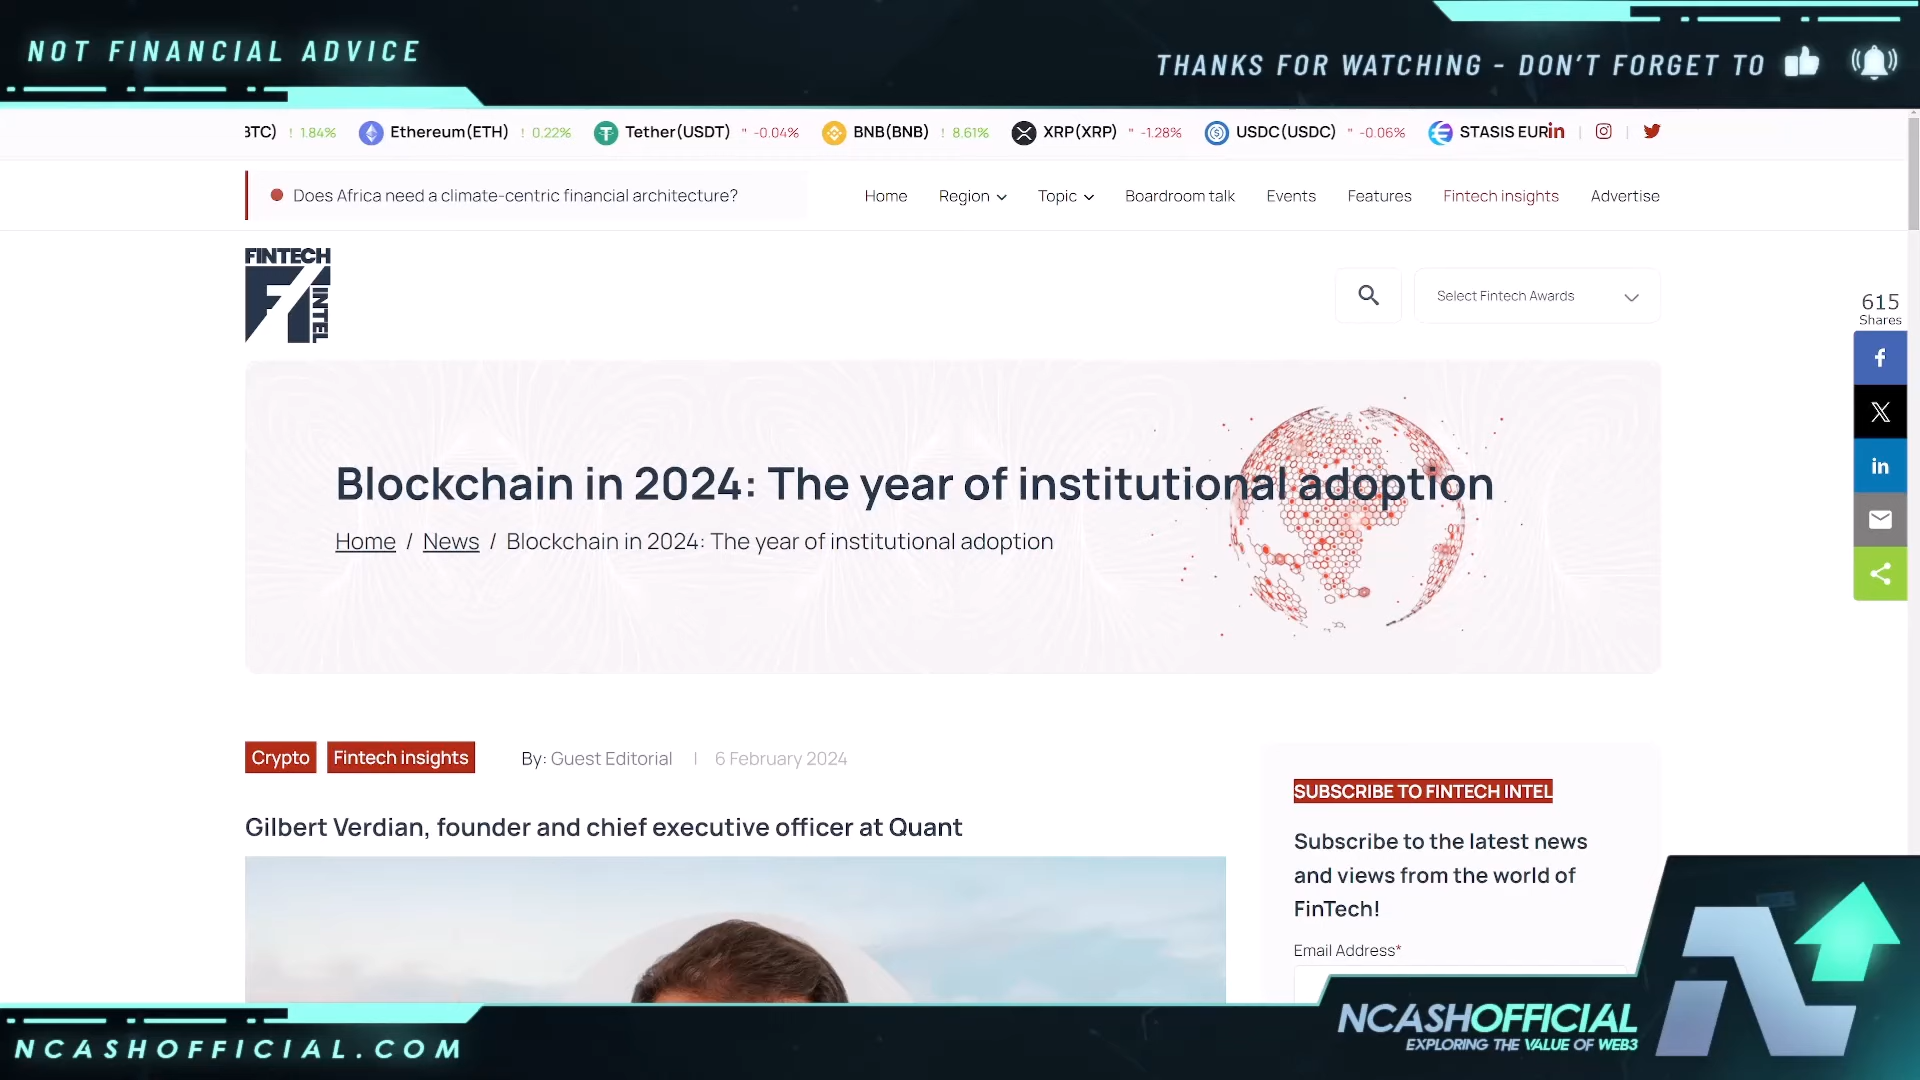 NOT FINANCIAL ADVICE
THANKS FOR WATCHING - DON'T FORGET TO
BTC) 1.84% Ethereum(ETH) 0.22% Tether(USDT) -0.04% BNB(BNB) 8.61% XRP(XRP) -1.28% USDC(USDC) -0.06% STASIS EUR in
Does Africa need a climate-centric financial architecture?
Home Region Topic Boardroom talk Events Features Fintech insights Advertise
FINTECH
INTEL
Select Fintech Awards
615
Shares
Blockchain in 2024: The year of institutional adoption
Home / News / Blockchain in 2024: The year of institutional adoption
Crypto Fintech insights By: Guest Editorial | 6 February 2024
Gilbert Verdian, founder and chief executive officer at Quant
SUBSCRIBE TO FINTECH INTEL
Subscribe to the latest news
and views from the world of
FinTech!
Email Address*
NCASHOFFICIAL.COM
NCASHOFFICIAL
EXPLORING THE VALUE OF WEB3